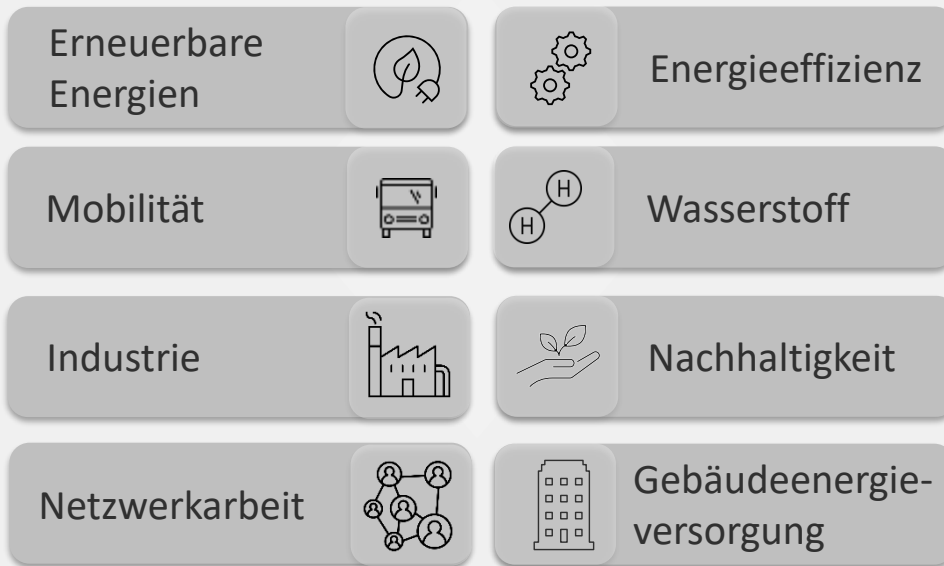 Erneuerbare
Energien
Energieeffizienz
Mobilität
H
H
Wasserstoff
Industrie
Nachhaltigkeit
Netzwerkarbeit
Gebäudeenergie-
versorgung